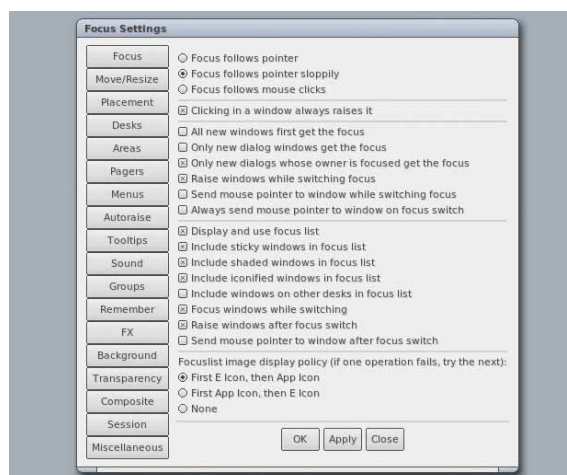 Focus Settings
Focus
Move/Resize
Placement
Desks
Areas
Pagers
Menus
Autoraise
Tooltips
Sound
Groups
Remember
FX
Background
Transparency
Composite
Session
Miscellaneous
Focus follows pointer
Focus follows pointer sloppily
Focus follows mouse clicks
Clicking in a window always raises it
All new windows first get the focus
Only new dialog windows get the focus
Only new dialogs whose owner is focused get the focus
Raise windows while switching focus
Send mouse pointer to window while switching focus
Always send mouse pointer to window on focus switch
Display and use focus list
Include sticky windows in focus list
Include shaded windows in focus list
Include iconified windows in focus list
Include windows on other desks in focus list
Focus windows while switching
Raise windows after focus switch
Send mouse pointer to window after focus switch
Focuslist image display policy (if one operation fails, try the next):
First E Icon, then App Icon
First App Icon, then E Icon
None
OK Apply Close